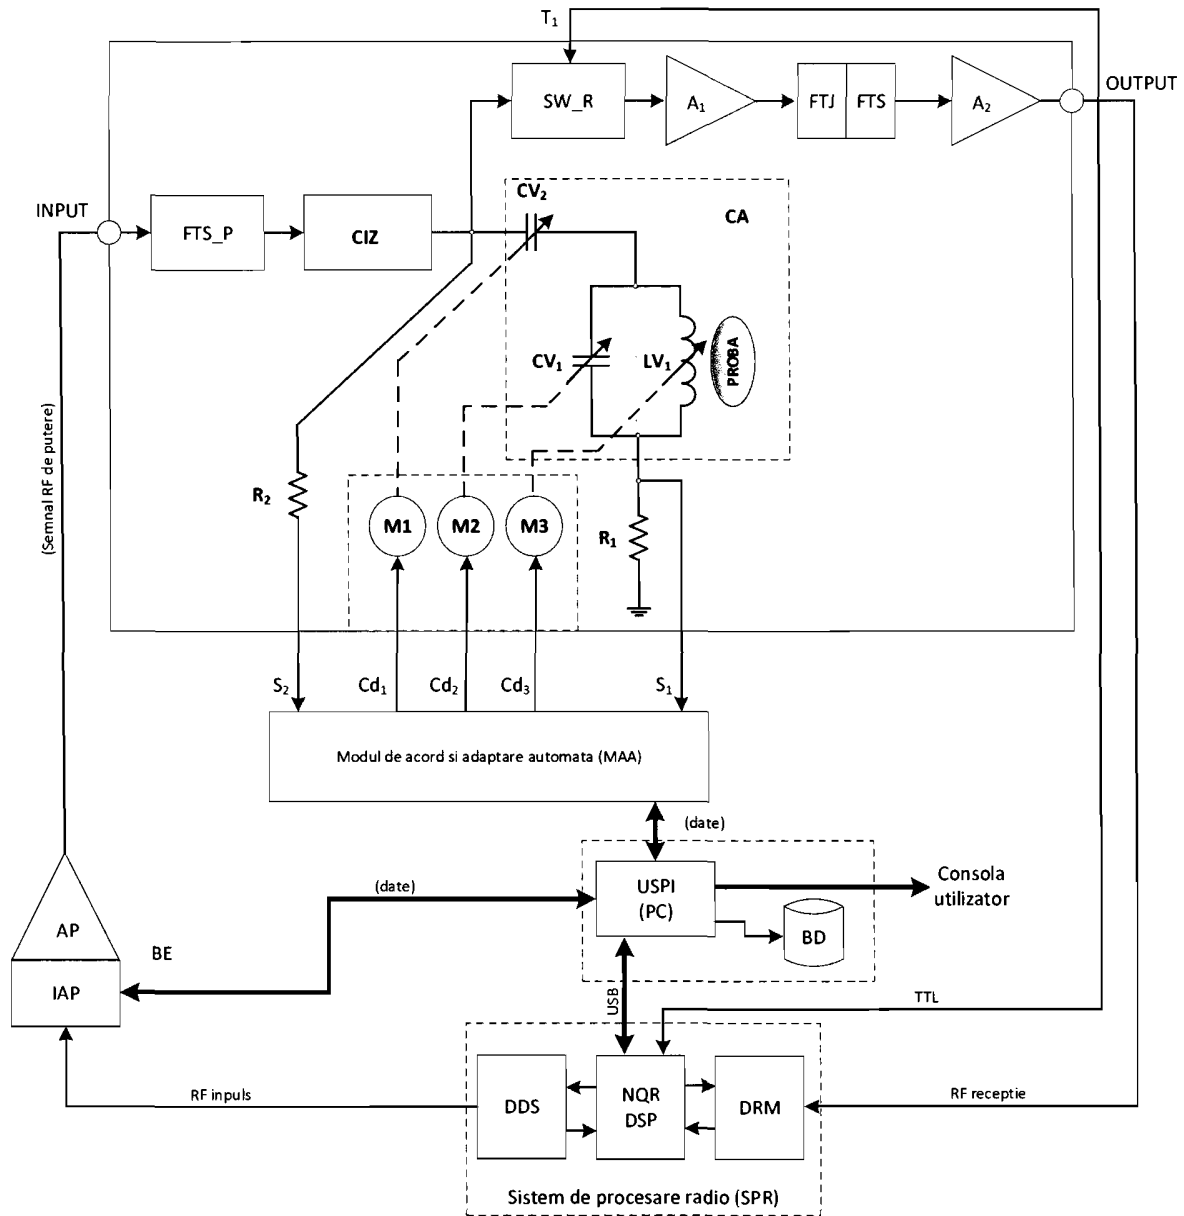 T1
OUTPUT
SW_R
A1
FTJ
FTS
A2
INPUT
FTS_P
CIZ
CV2
CA
CV1
LV1
PROBA
(Semnal RF de putere)
R2
M1
M2
M3
R1
S2
Cd1
Cd2
Cd3
S1
Modul de acord si adaptare automata (MAA)
(date)
(date)
USPI
(PC)
Consola
utilizator
BD
AP
BE
IAP
USB
TTL
RF inpuls
DDS
NQR
DSP
DRM
RF receptie
Sistem de procesare radio (SPR)